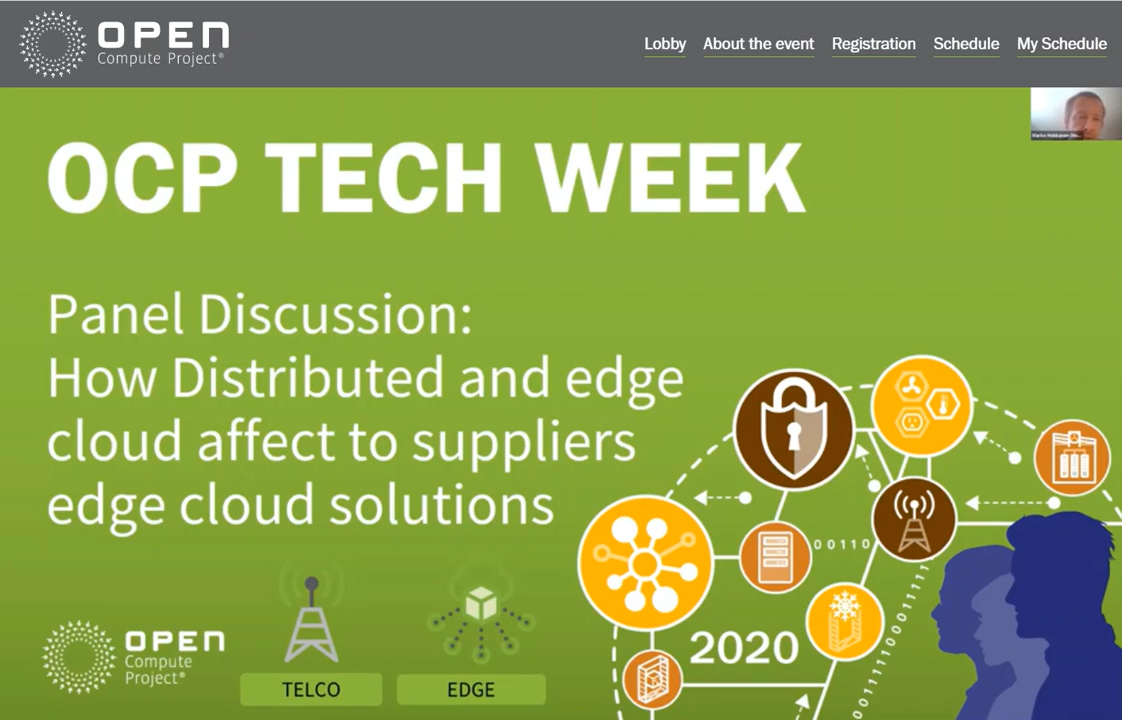 OPEN
Compute Project®
Lobby About the event Registration Schedule My Schedule
OCP TECH WEEK
Panel Discussion:
How Distributed and edge
cloud affect to suppliers
edge cloud solutions
00110
2020
OPEN
Compute
Project®
TELCO EDGE